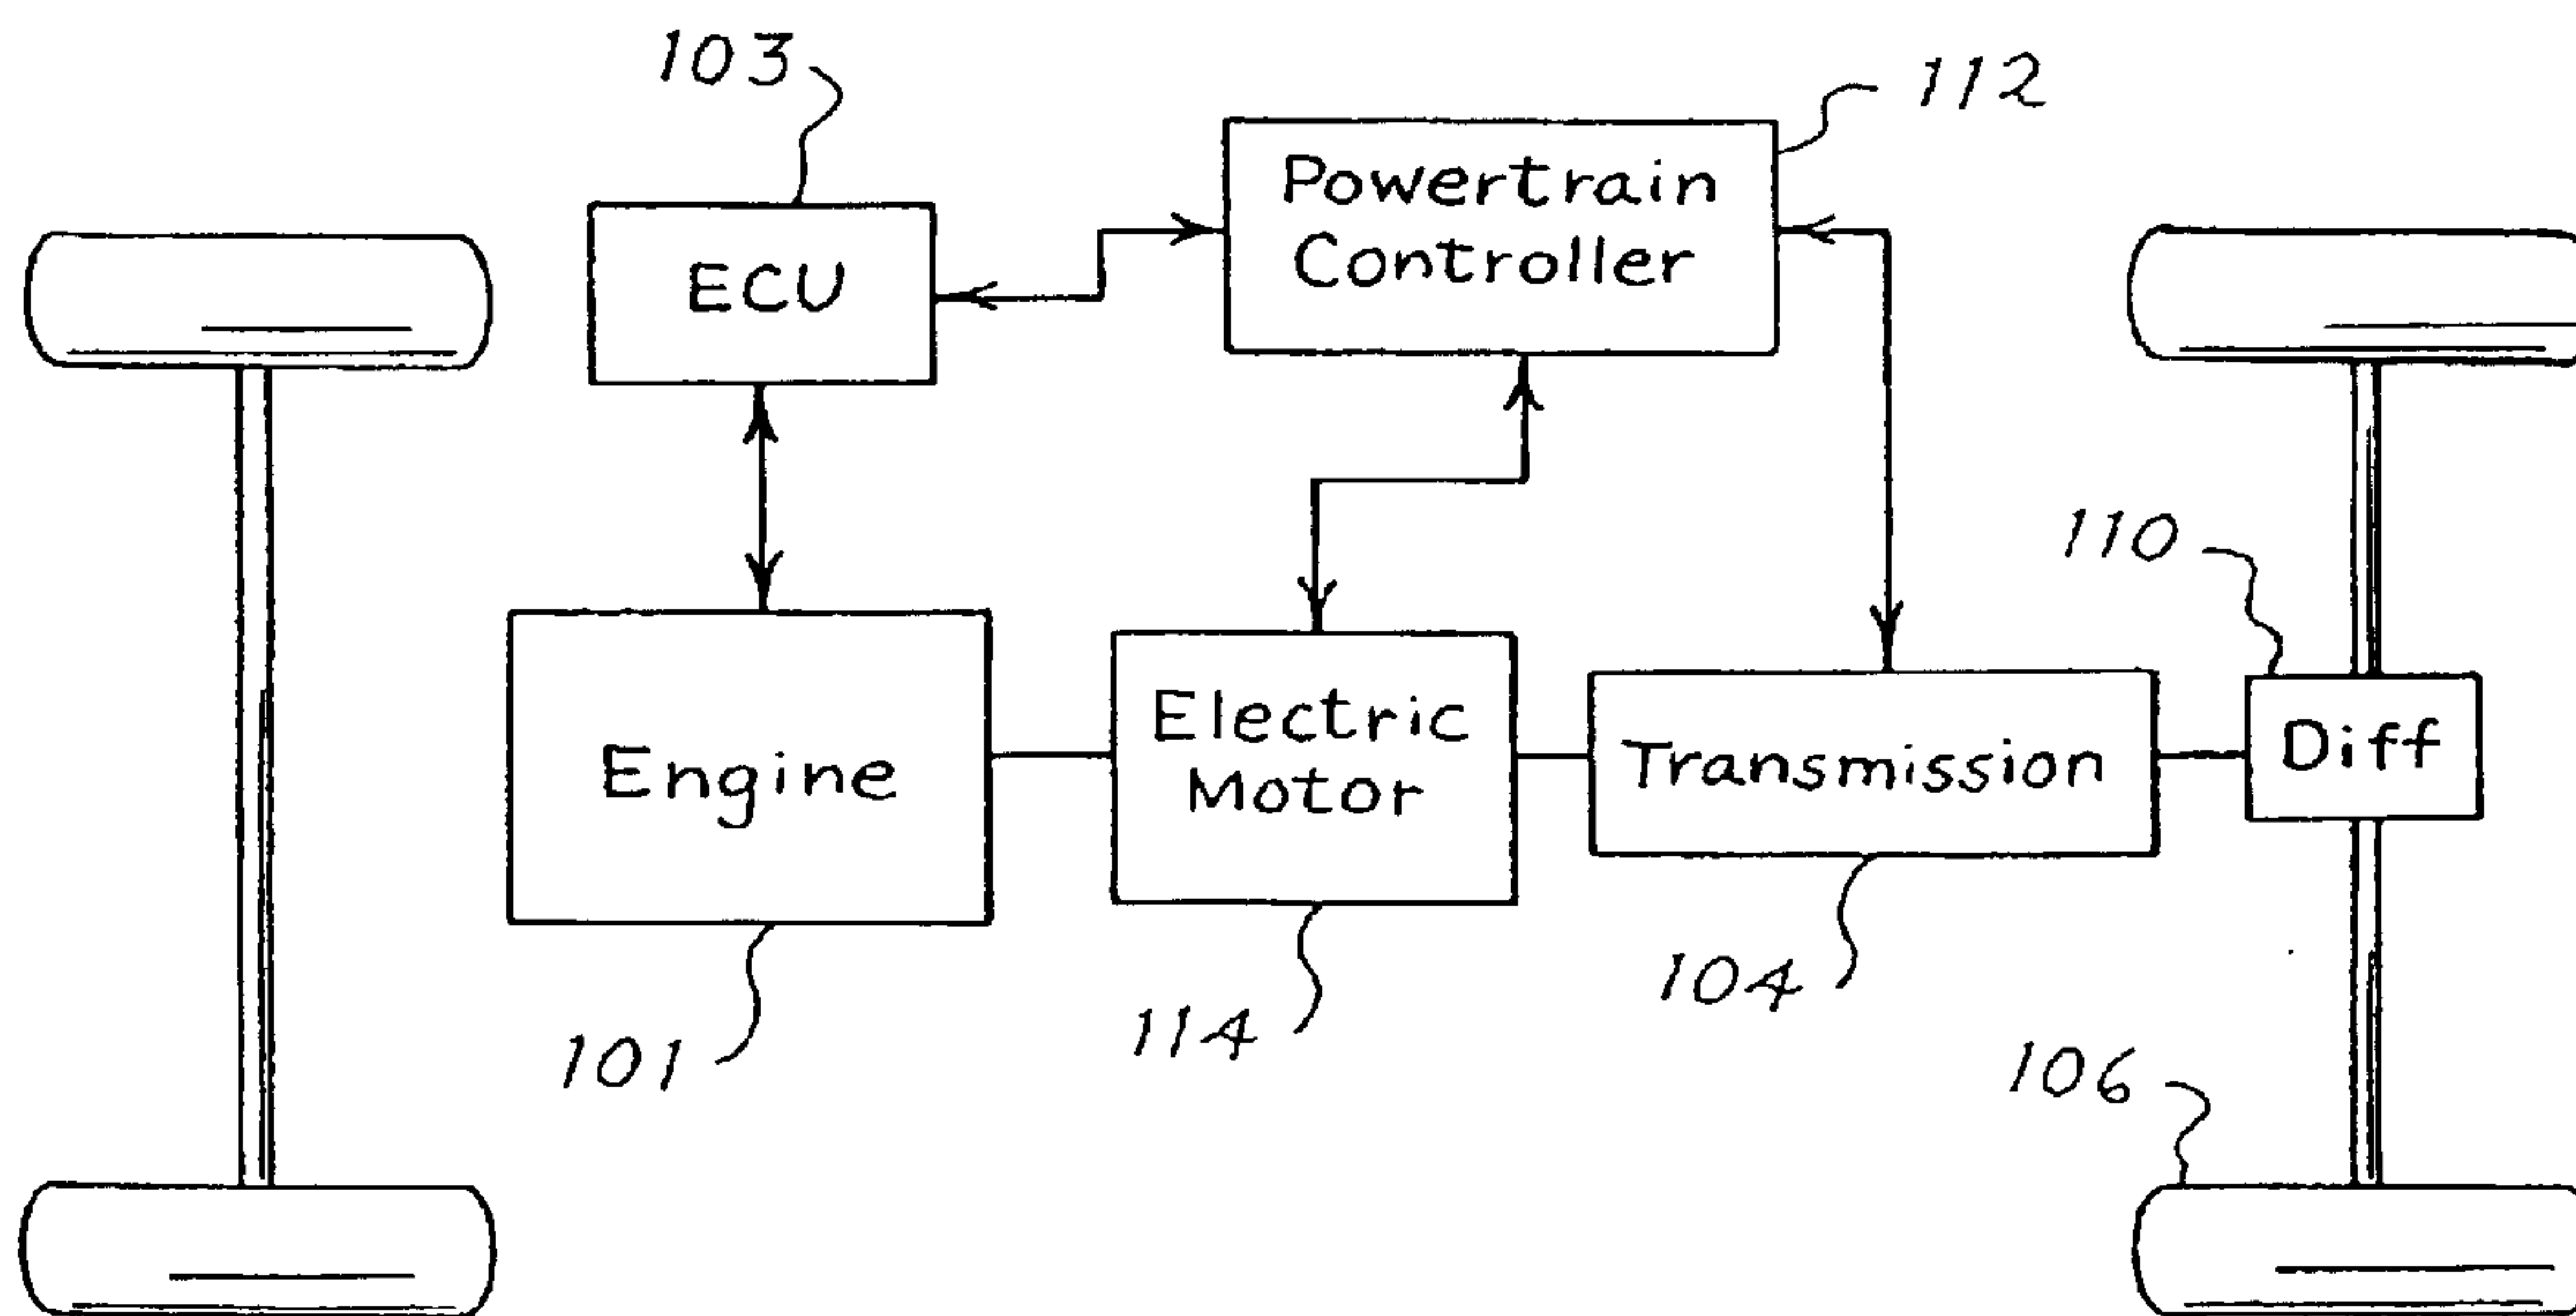 103
112
Powertrain
Controller
ECU
110
Electric
Motor
Diff
Engine
Transmission
104
114
101
106